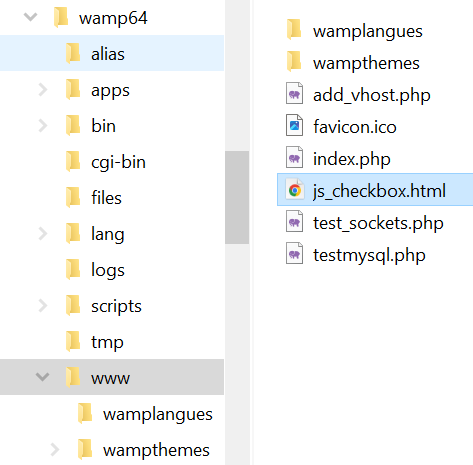 wamp64
alias
apps
bin
cgi-bin
files
lang
logs
scripts
tmp
www
wamplangues
wampthemes
wamplangues
wampthemes
add_vhost.php
favicon.ico
index.php
js_checkbox.html
test_sockets.php
testmysql.php